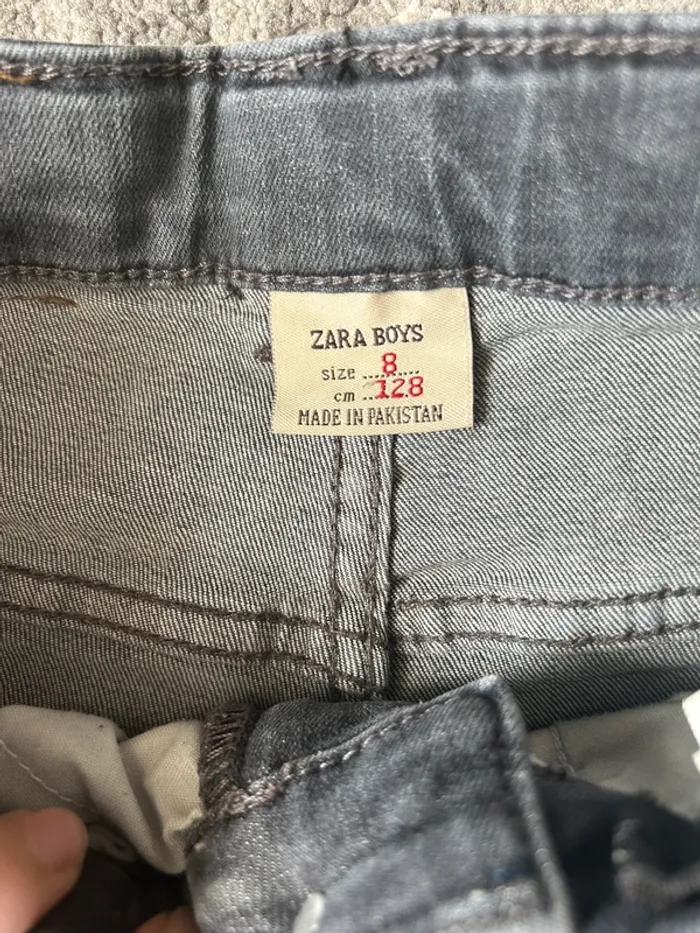 ZARA BOYS
size ..8....
cm ..128
MADE IN PAKISTAN